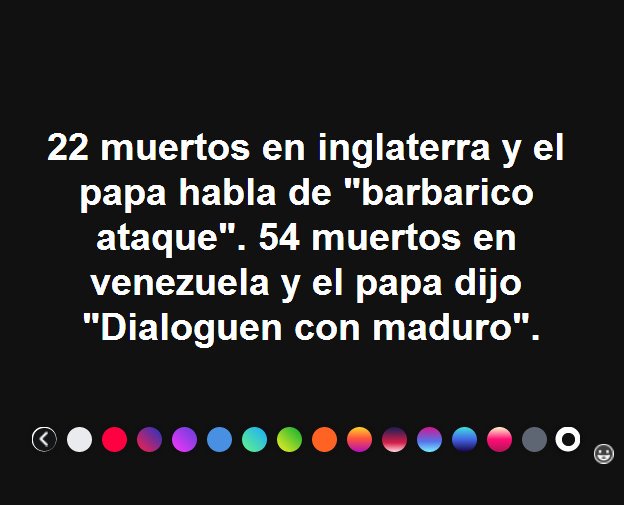 22 muertos en inglaterra y el
papa habla de "barbarico
ataque". 54 muertos en
venezuela y el papa dijo
"Dialoguen con maduro".